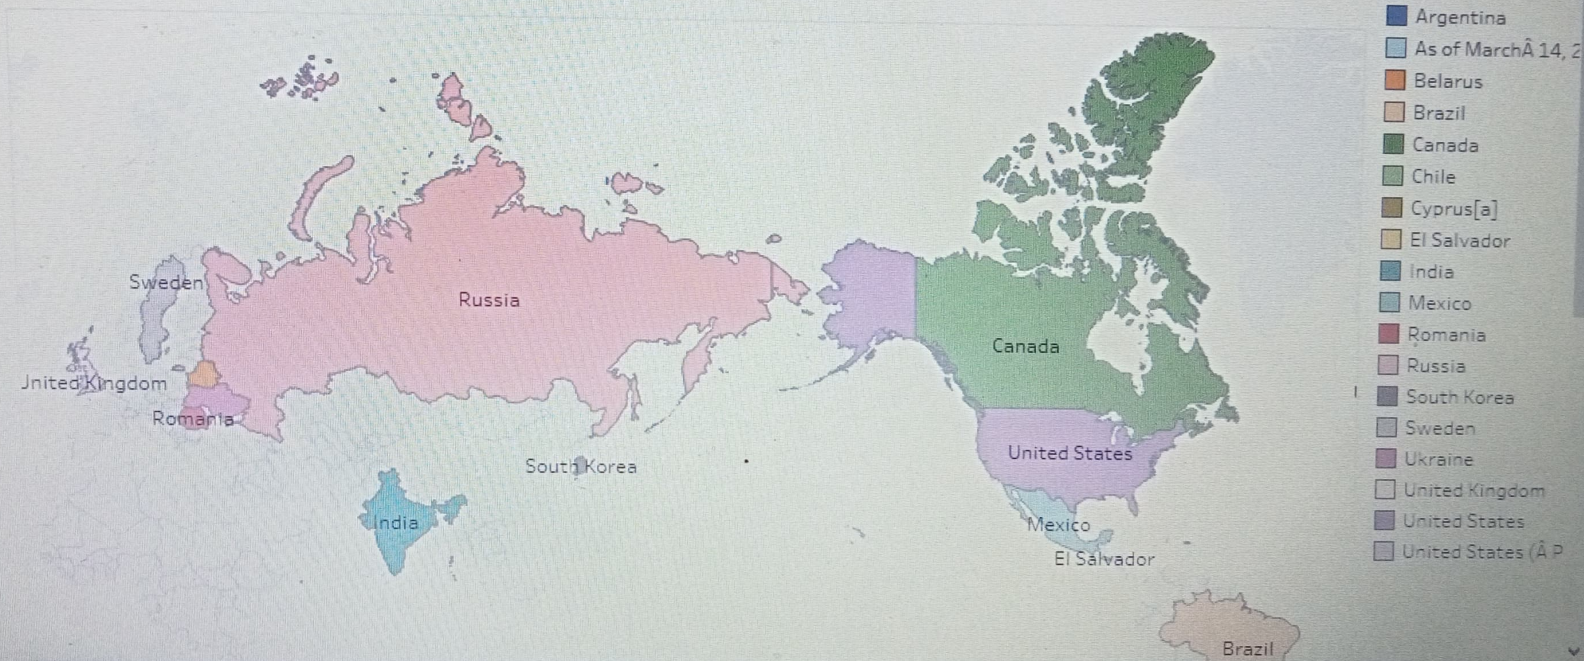 Sweden
Russia
Jnited Kingdom
Romania
South Korea
India
Canada
United States
Mexico
El Salvador
Brazil
Argentina
As of MarchÂ 14, 2
Belarus
Brazil
Canada
Chile
Cyprus[a]
El Salvador
India
Mexico
Romania
Russia
South Korea
Sweden
Ukraine
United Kingdom
United States
United States (Â P